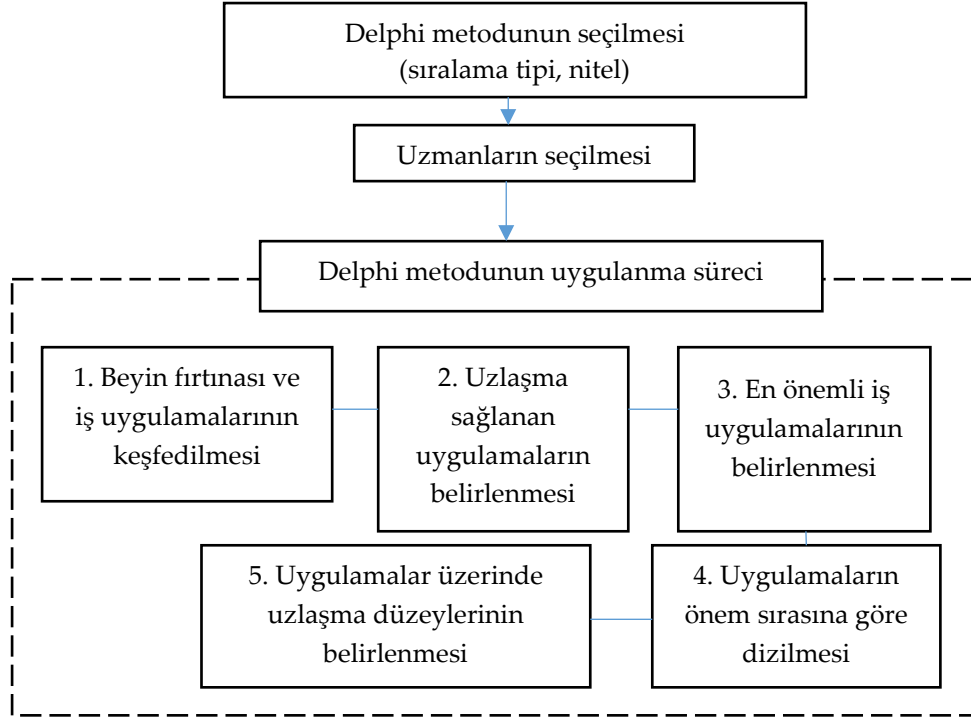 Delphi metodunun seçilmesi
(sıralama tipi, nitel)
Uzmanların seçilmesi
Delphi metodunun uygulanma süreci
1. Beyin fırtınası ve
iş uygulamalarının
keşfedilmesi
2. Uzlaşma
sağlanan
uygulamaların
belirlenmesi
3. En önemli iş
uygulamalarının
belirlenmesi
4. Uygulamaların
önem sırasına göre
dizilmesi
5. Uygulamalar üzerinde
uzlaşma düzeylerinin
belirlenmesi